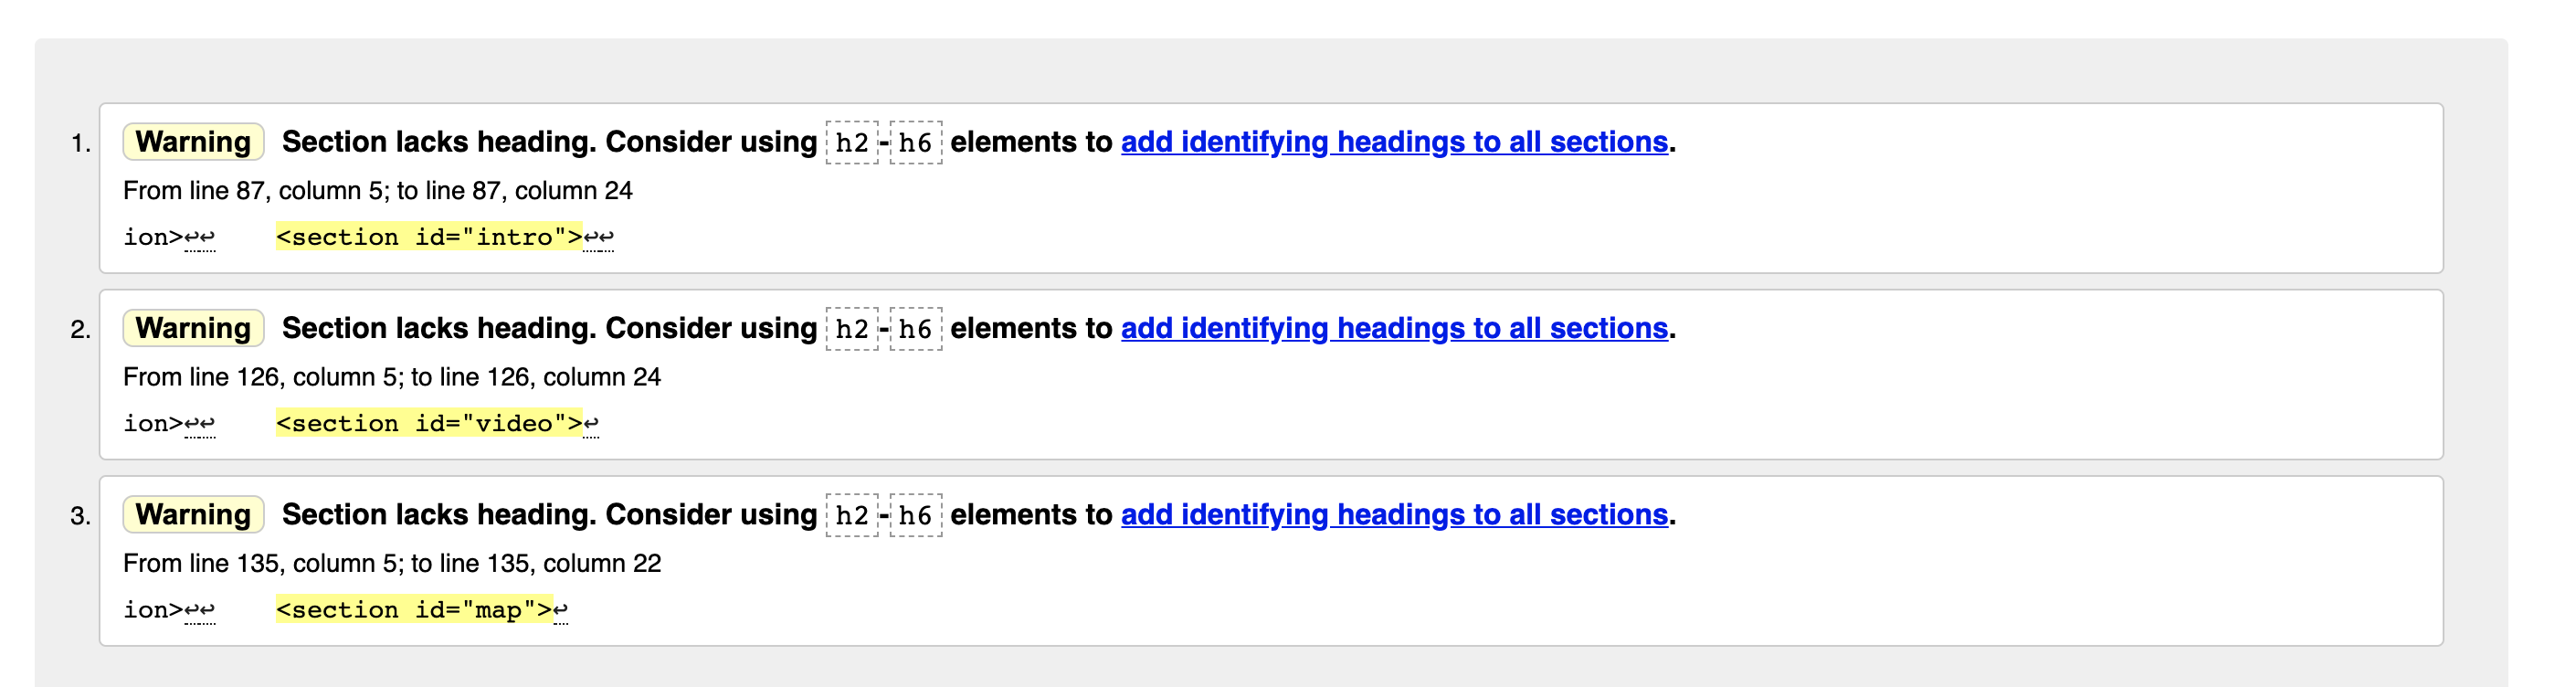 1. Warning Section lacks heading. Consider using h2-h6 elements to add identifying headings to all sections.
From line 87, column 5; to line 87, column 24
ion>↩↩ <section id="intro">↩↩
2. Warning Section lacks heading. Consider using h2-h6 elements to add identifying headings to all sections.
From line 126, column 5; to line 126, column 24
ion>↩↩ <section id="video">↩
3. Warning Section lacks heading. Consider using h2-h6 elements to add identifying headings to all sections.
From line 135, column 5; to line 135, column 22
ion>↩↩ <section id="map">↩